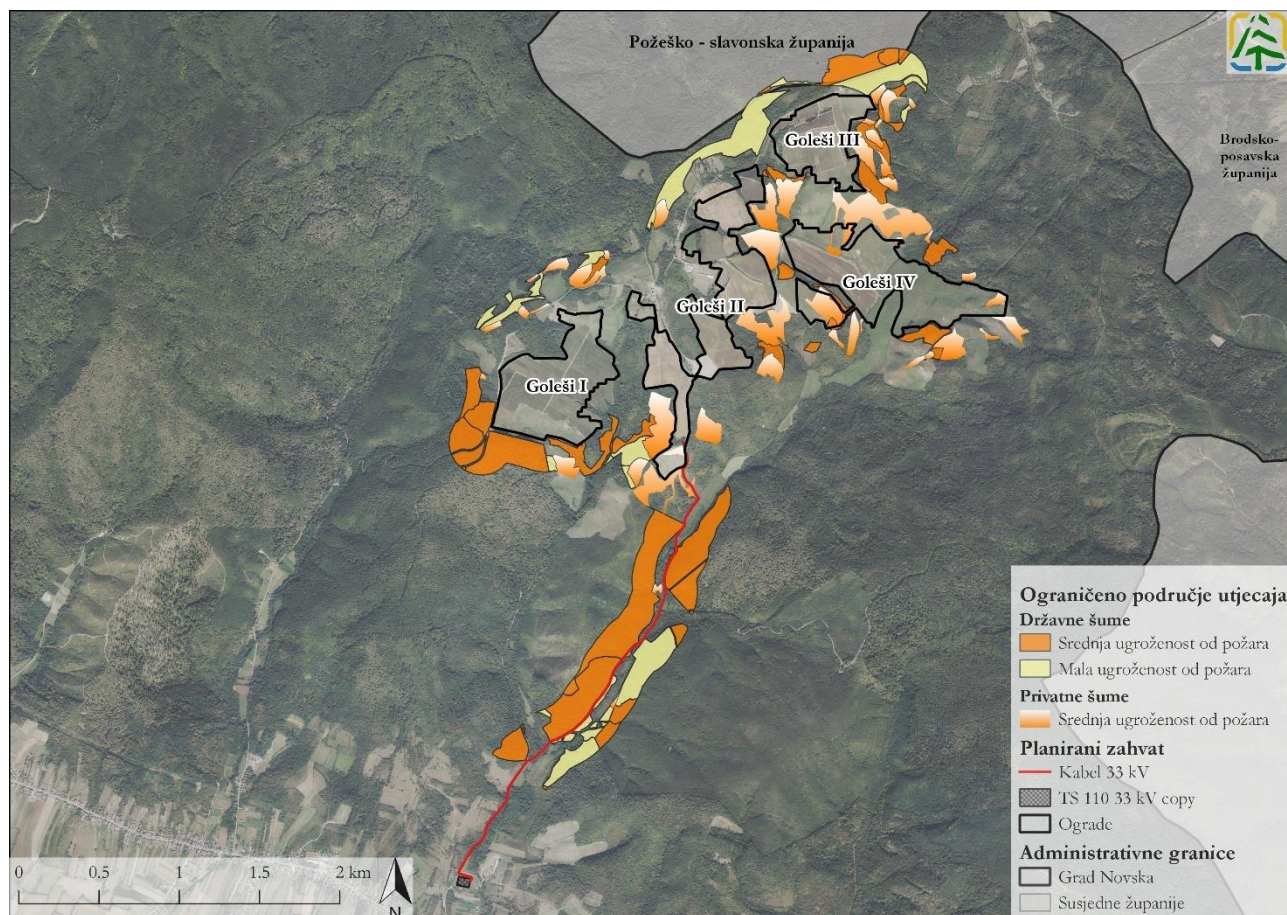 Požeško - slavonska županija
Brodsko-
posavska
županija
Goleši III
Goleši IV
Goleši II
Goleši I
Ograničeno područje utjecaja
Državne šume
Srednja ugroženost od požara
Mala ugroženost od požara
Privatne šume
Srednja ugroženost od požara
Planirani zahvat
Kabel 33 kV
TS 110 33 kV copy
Ograde
Administrativne granice
Grad Novska
Susjedne županije
0 0,5 1 1,5 2 km
N